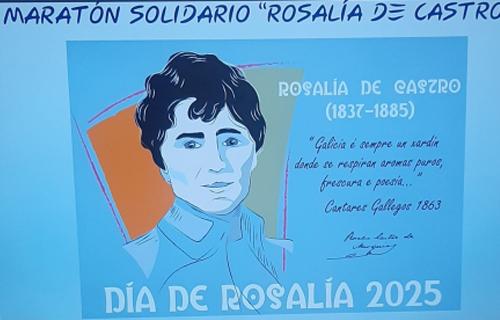 MARATÓN SOLIDARIO "ROSALÍA DE CASTRO
ROSALÍA DE CASTRO
(1837-1885)
"Galicia é sempre un xardín
donde se respiran aromas puros,
frescura e poesía..."
Cantares Gallegos 1863
DÍA DE ROSALÍA 2025